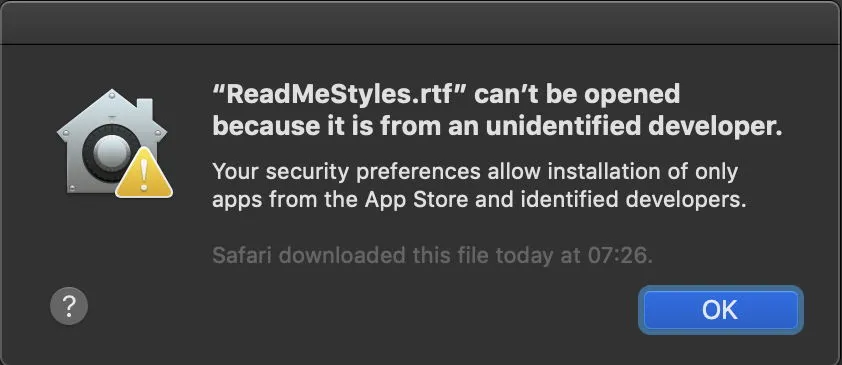 “ReadMeStyles.rtf” can’t be opened
because it is from an unidentified developer.
Your security preferences allow installation of only
apps from the App Store and identified developers.
Safari downloaded this file today at 07:26.
?
OK